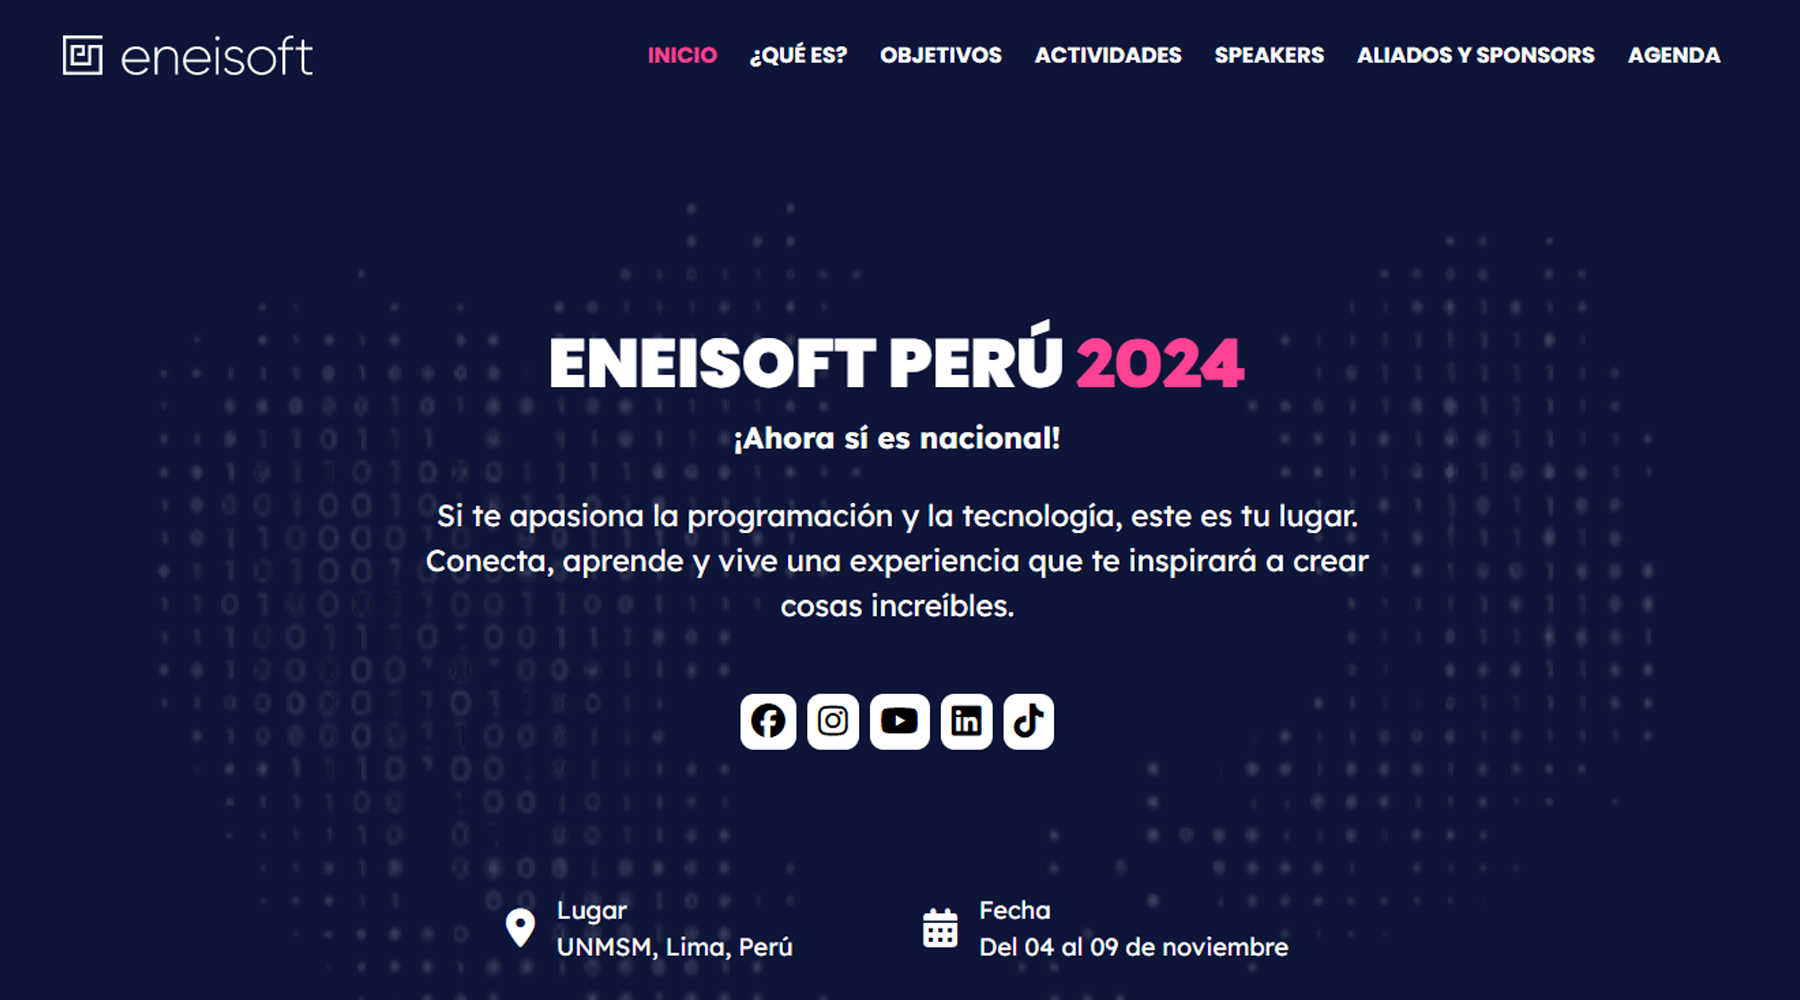 eneisoft
INICIO ¿QUÉ ES? OBJETIVOS ACTIVIDADES SPEAKERS ALIADOS Y SPONSORS AGENDA
ENEISOFT PERÚ 2024
¡Ahora sí es nacional!
Si te apasiona la programación y la tecnología, este es tu lugar.
Conecta, aprende y vive una experiencia que te inspirará a crear
cosas increíbles.
Lugar
UNMSM, Lima, Perú
Fecha
Del 04 al 09 de noviembre